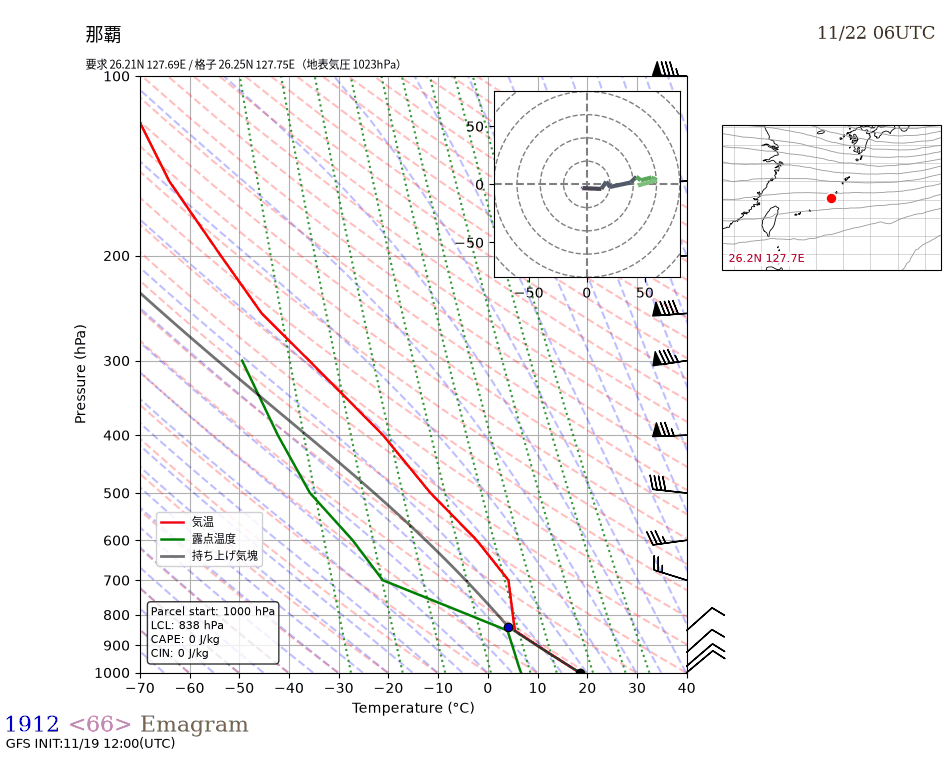 那覇
11/22 06UTC
要求 26.21N 127.69E / 格子 26.25N 127.75E（地表気圧 1023hPa）
100
200
300
400
500
600
700
800
900
1000
Pressure (hPa)
50
0
−50
−50 0 50
26.2N 127.7E
気温
露点温度
持ち上げ気塊
Parcel start: 1000 hPa
LCL: 838 hPa
CAPE: 0 J/kg
CIN: 0 J/kg
−70 −60 −50 −40 −30 −20 −10 0 10 20 30 40
Temperature (°C)
1912 <66> Emagram
GFS INIT:11/19 12:00(UTC)